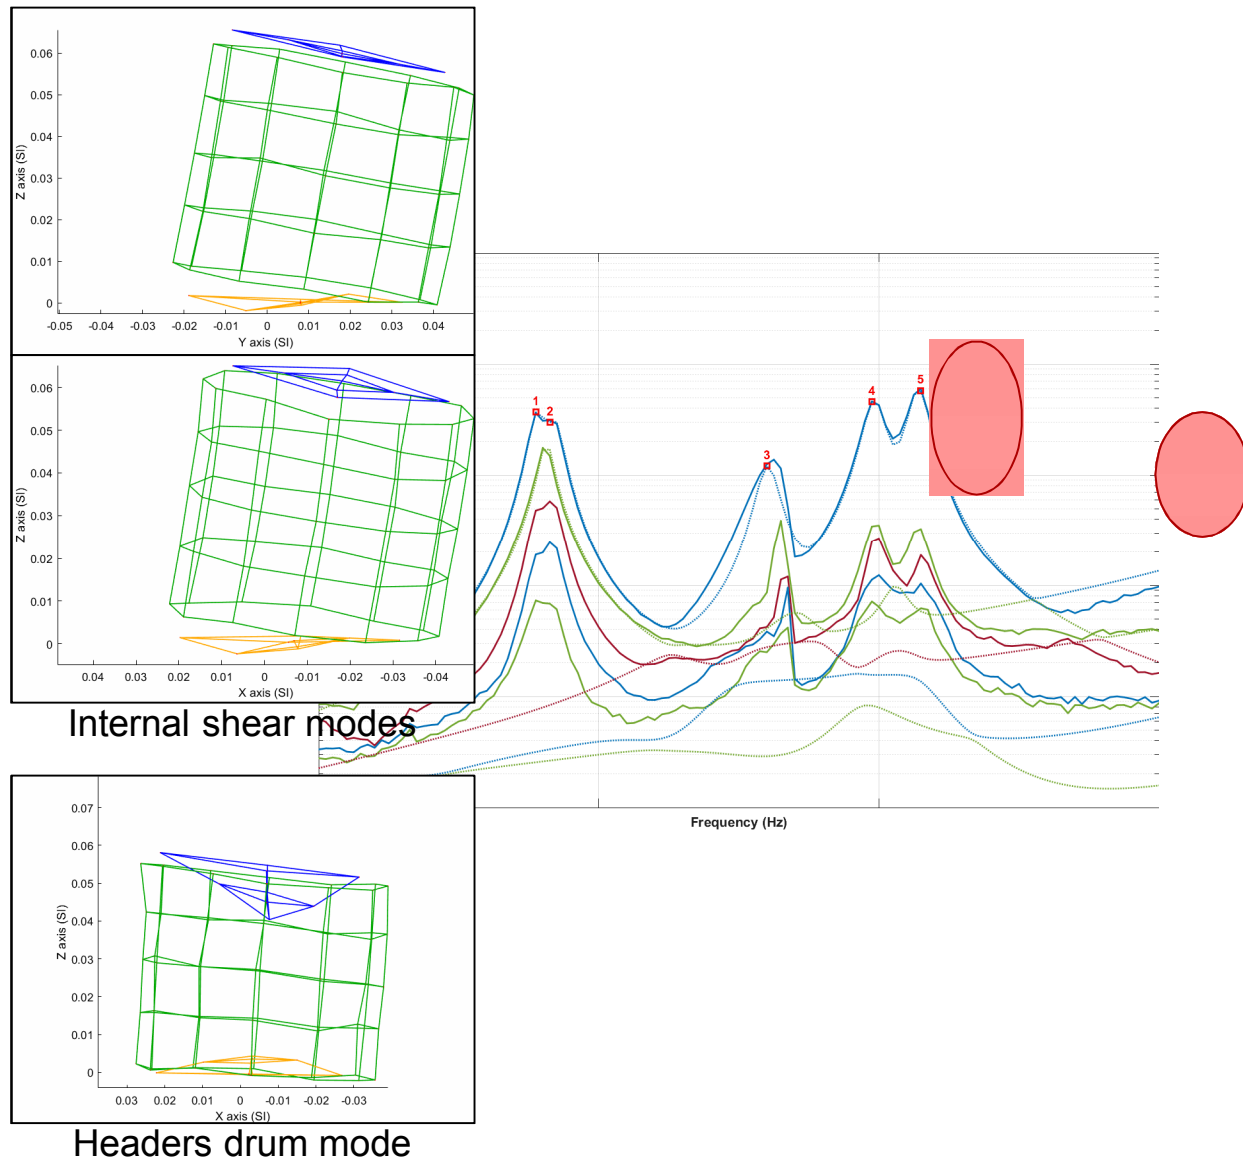 0.06
0.05
0.04
0.03
0.02
0.01
0
Z axis (SI)
-0.05 -0.04 -0.03 -0.02 -0.01 0 0.01 0.02 0.03 0.04
Y axis (SI)
0.06
0.05
0.04
0.03
0.02
0.01
0
Z axis (SI)
0.04 0.03 0.02 0.01 0 -0.01 -0.02 -0.03 -0.04
X axis (SI)
Internal shear modes
1
2
3
4
5
Frequency (Hz)
0.07
0.06
0.05
0.04
0.03
0.02
0.01
0
Z axis (SI)
0.03 0.02 0.01 0 -0.01 -0.02 -0.03
X axis (SI)
Headers drum mode